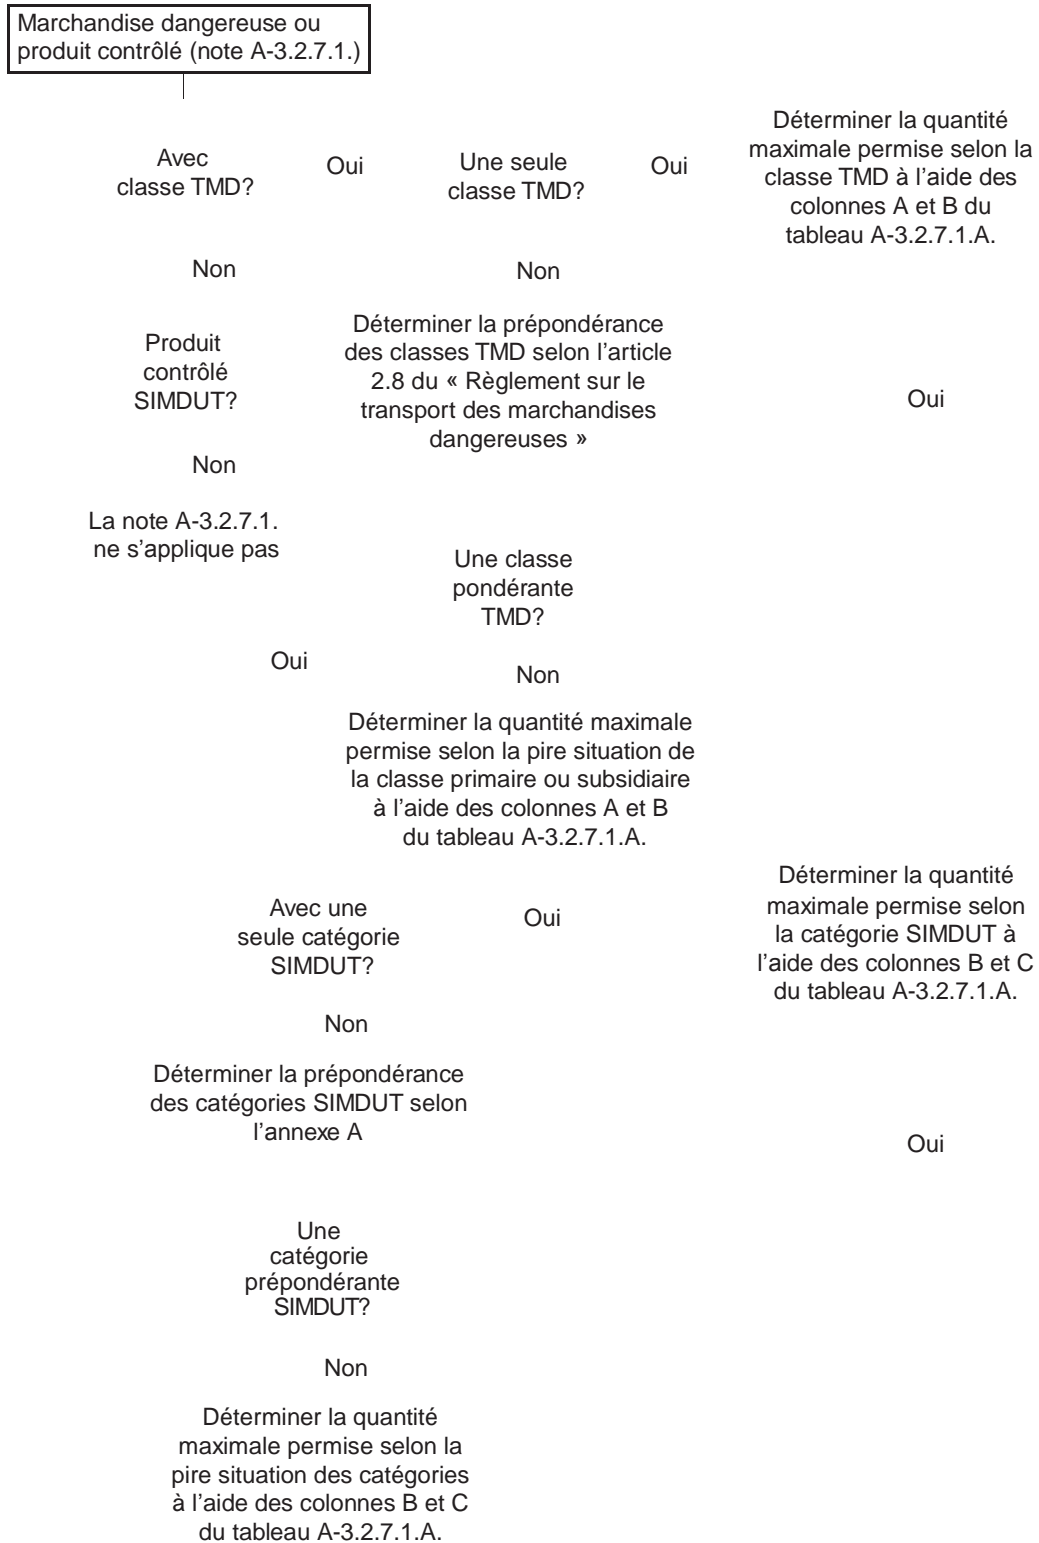 Marchandise dangereuse ou
produit contrôlé (note A-3.2.7.1.)
Avec
classe TMD?
Oui
Une seule
classe TMD?
Oui
Déterminer la quantité
maximale permise selon la
classe TMD à l’aide des
colonnes A et B du
tableau A-3.2.7.1.A.
Non
Non
Produit
contrôlé
SIMDUT?
Déterminer la prépondérance
des classes TMD selon l’article
2.8 du « Règlement sur le
transport des marchandises
dangereuses »
Oui
Non
La note A-3.2.7.1.
ne s’applique pas
Une classe
pondérante
TMD?
Oui
Non
Déterminer la quantité maximale
permise selon la pire situation de
la classe primaire ou subsidiaire
à l’aide des colonnes A et B
du tableau A-3.2.7.1.A.
Avec une
seule catégorie
SIMDUT?
Oui
Déterminer la quantité
maximale permise selon
la catégorie SIMDUT à
l’aide des colonnes B et C
du tableau A-3.2.7.1.A.
Non
Déterminer la prépondérance
des catégories SIMDUT selon
l’annexe A
Oui
Une
catégorie
prépondérante
SIMDUT?
Non
Déterminer la quantité
maximale permise selon la
pire situation des catégories
à l’aide des colonnes B et C
du tableau A-3.2.7.1.A.